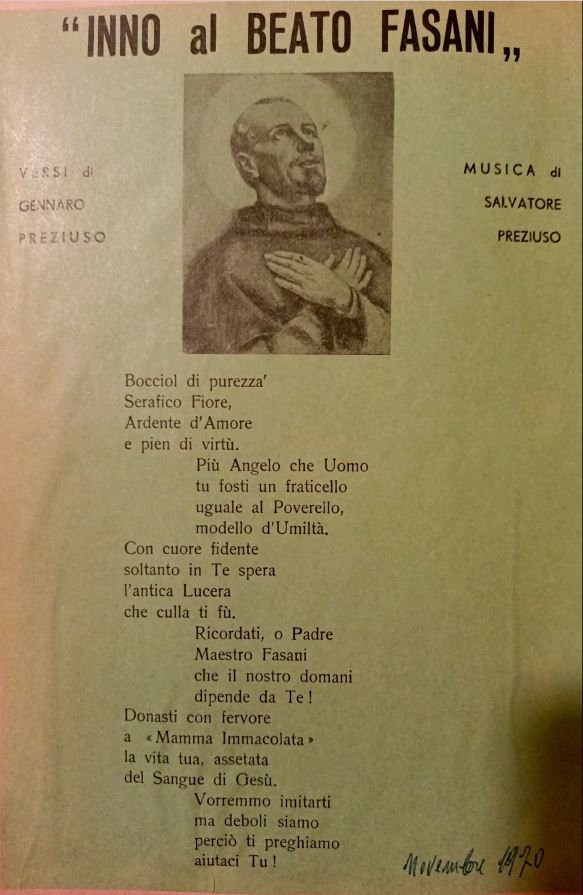 “INNO al BEATO FASANI„
VERSI di
GENNARO
PREZIUSO
MUSICA di
SALVATORE
PREZIUSO
Bocciol di purezza’
Serafico Fiore,
Ardente d’Amore
e pien di virtù.
Più Angelo che Uomo
tu fosti un fraticello
uguale al Poverello,
modello d’Umiltà.
Con cuore fidente
soltanto in Te spera
l’antica Lucera
che culla ti fù.
Ricordati, o Padre
Maestro Fasani
che il nostro domani
dipende da Te !
Donasti con fervore
a «Mamma Immacolata»
la vita tua, assetata
del Sangue di Gesù.
Vorremmo imitarti
ma deboli siamo
perciò ti preghiamo
aiutaci Tu !
Novembre 1970